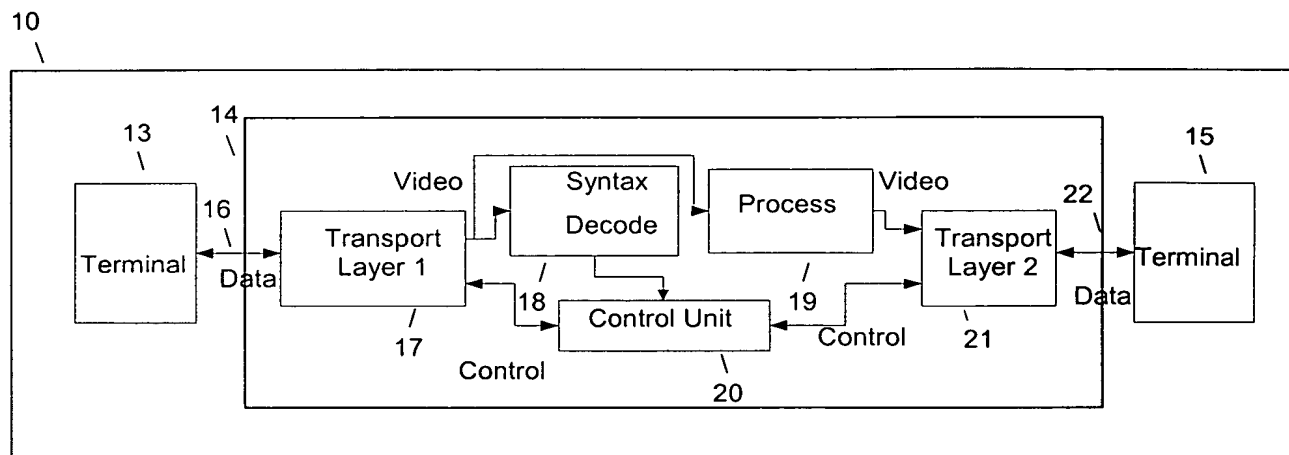 10
13
14
15
Video
Syntax
Decode
Process
Video
16
22
Terminal
Data
Transport
Layer 1
Transport
Layer 2
Data
Terminal
18
19
17
Control Unit
21
Control
Control
20